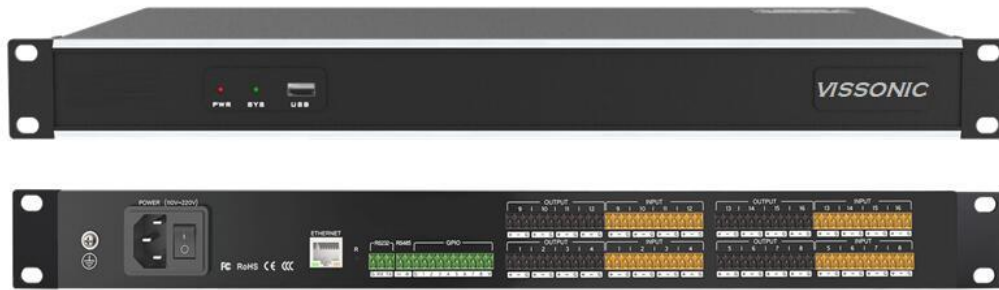 PWR SYS USB
VISSONIC
POWER (110V~220V)
OUTPUT INPUT OUTPUT INPUT
9 10 11 12 9 10 11 12 13 14 15 16 13 14 15 16
ETHERNET
R RS232 RS485 GPIO
OUTPUT INPUT OUTPUT INPUT
1 2 3 4 1 2 3 4 5 6 7 8 5 6 7 8
FC RoHS CE CCC